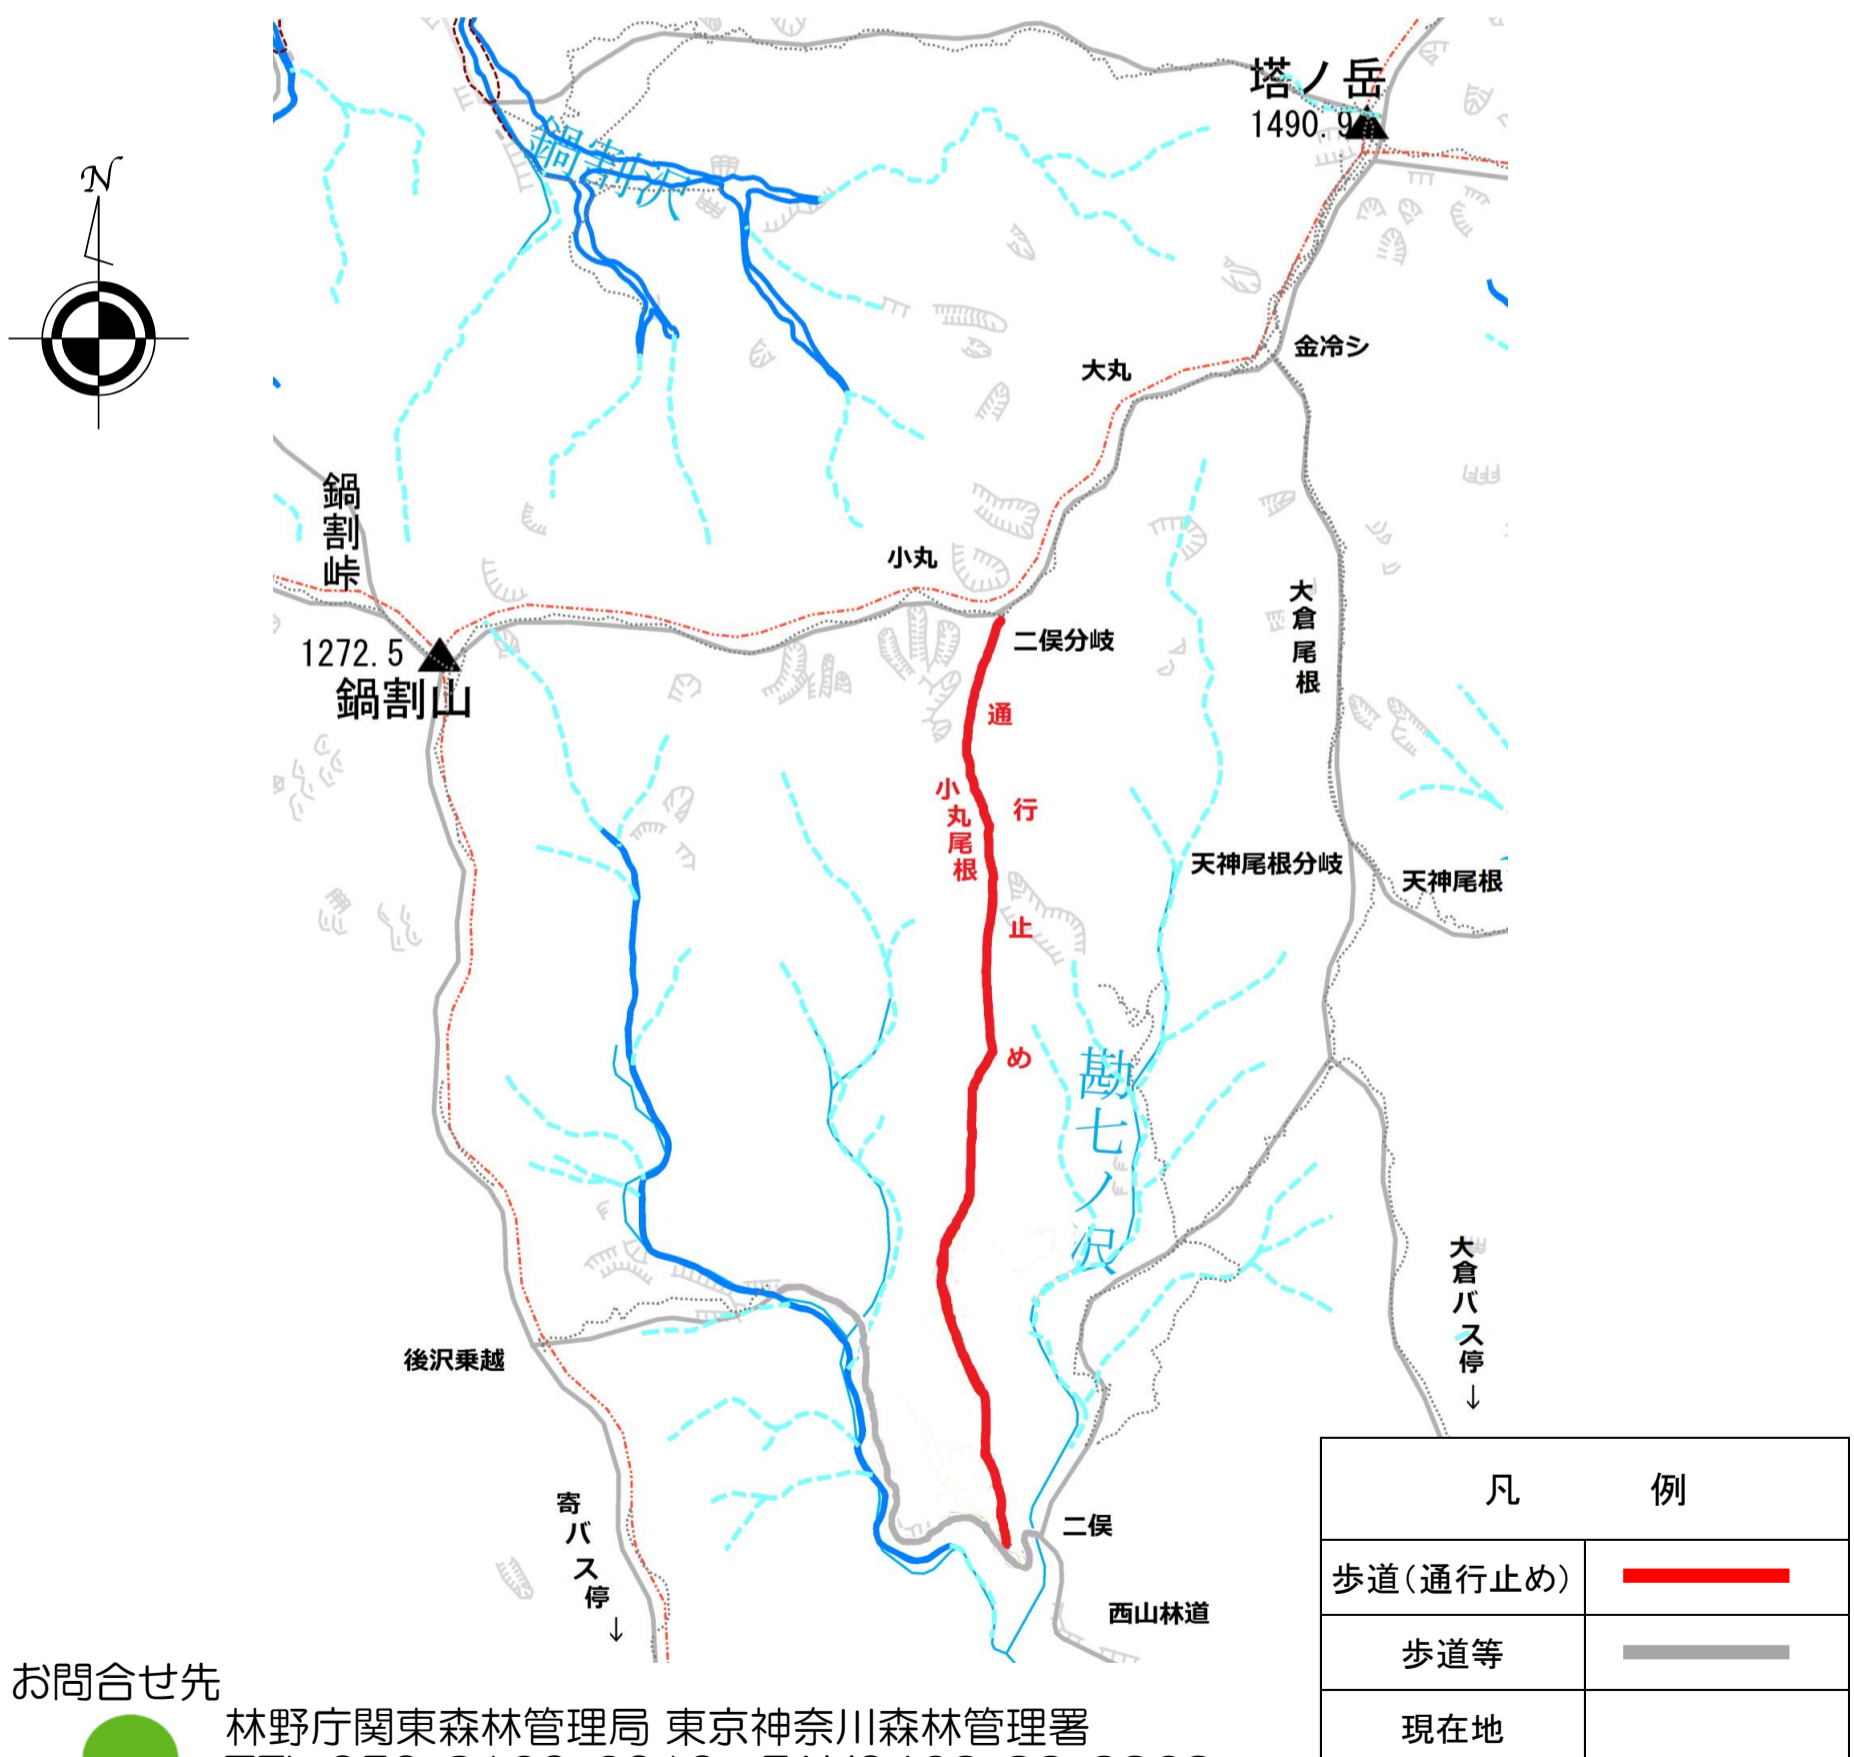 N
塔ノ岳
1490.9
鍋割沢
金冷シ
大丸
鍋割峠
小丸
大倉尾根
二俣分岐
1272.5
鍋割山
通行止め
小丸尾根
天神尾根分岐
天神尾根
勘七ノ沢
大倉バス停↓
後沢乗越
寄バス停↓
二俣
西山林道
凡例
歩道(通行止め)
歩道等
現在地
お問合せ先
林野庁関東森林管理局 東京神奈川森林管理署